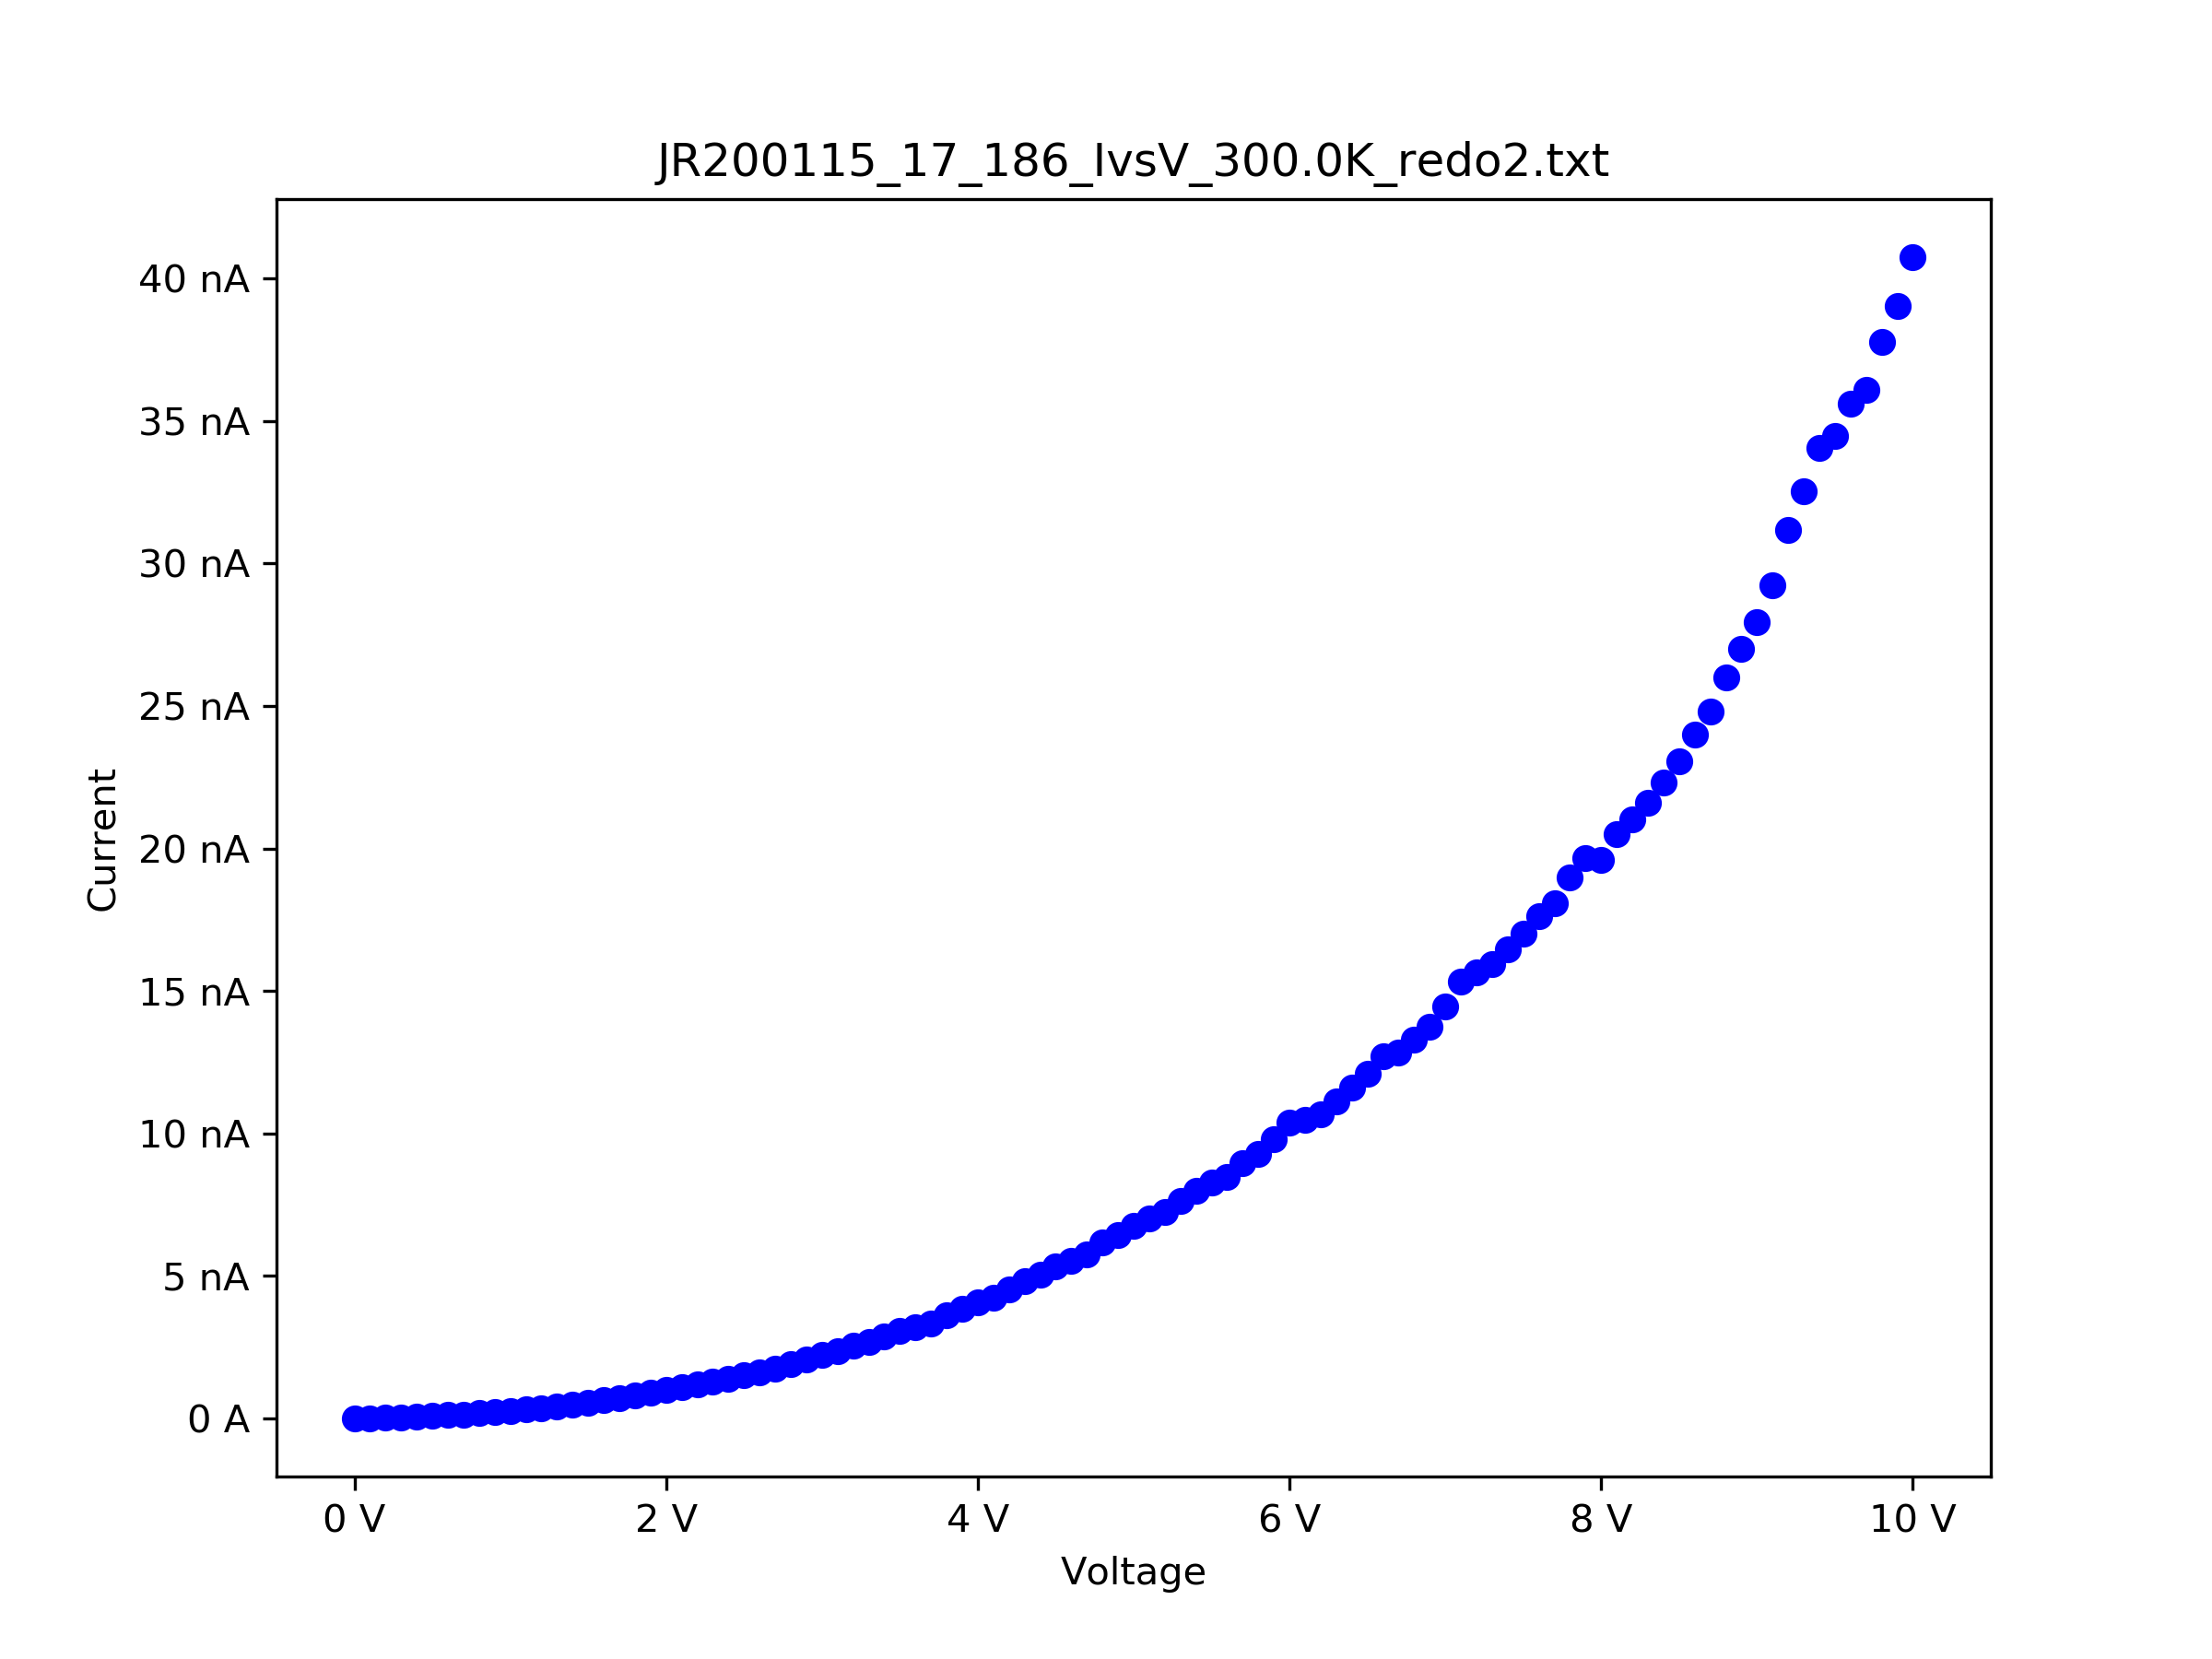 JR200115_17_186_IvsV_300.0K_redo2.txt
40 nA
35 nA
30 nA
25 nA
20 nA
15 nA
10 nA
5 nA
0 A
Current
0 V 2 V 4 V 6 V 8 V 10 V
Voltage